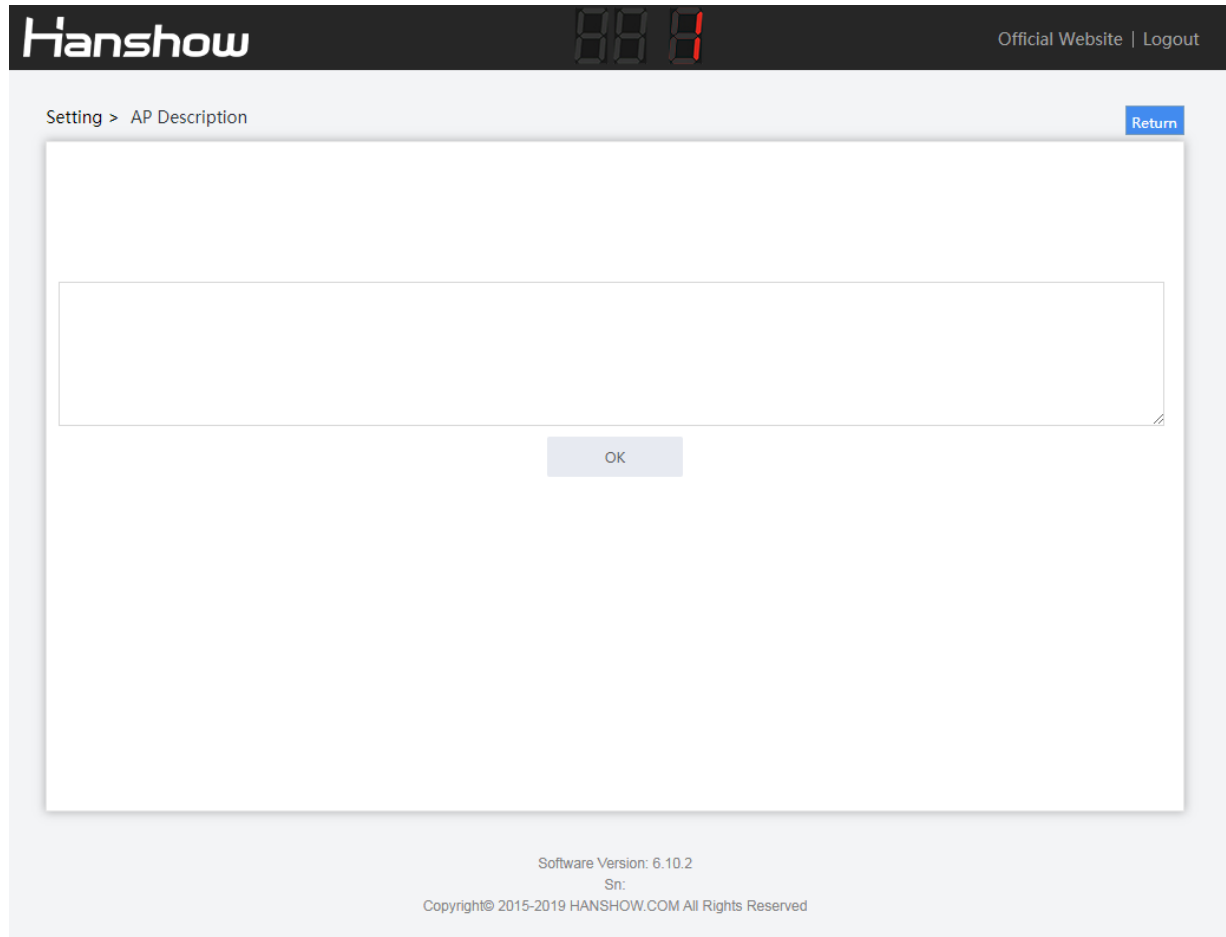 Hanshow
1
Official Website | Logout
Setting > AP Description
Return
OK
Software Version: 6.10.2
Sn:
Copyright© 2015-2019 HANSHOW.COM All Rights Reserved